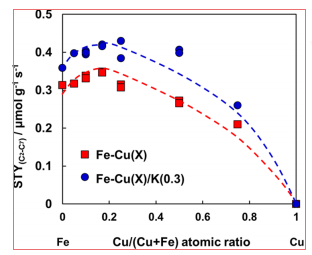 STY(C₂-C₇) / µmol g⁻¹ s⁻¹
0.5
0.4
0.3
0.2
0.1
0
Fe-Cu(X)
Fe-Cu(X)/K(0.3)
0 0.2 0.4 0.6 0.8 1
Fe Cu/(Cu+Fe) atomic ratio Cu